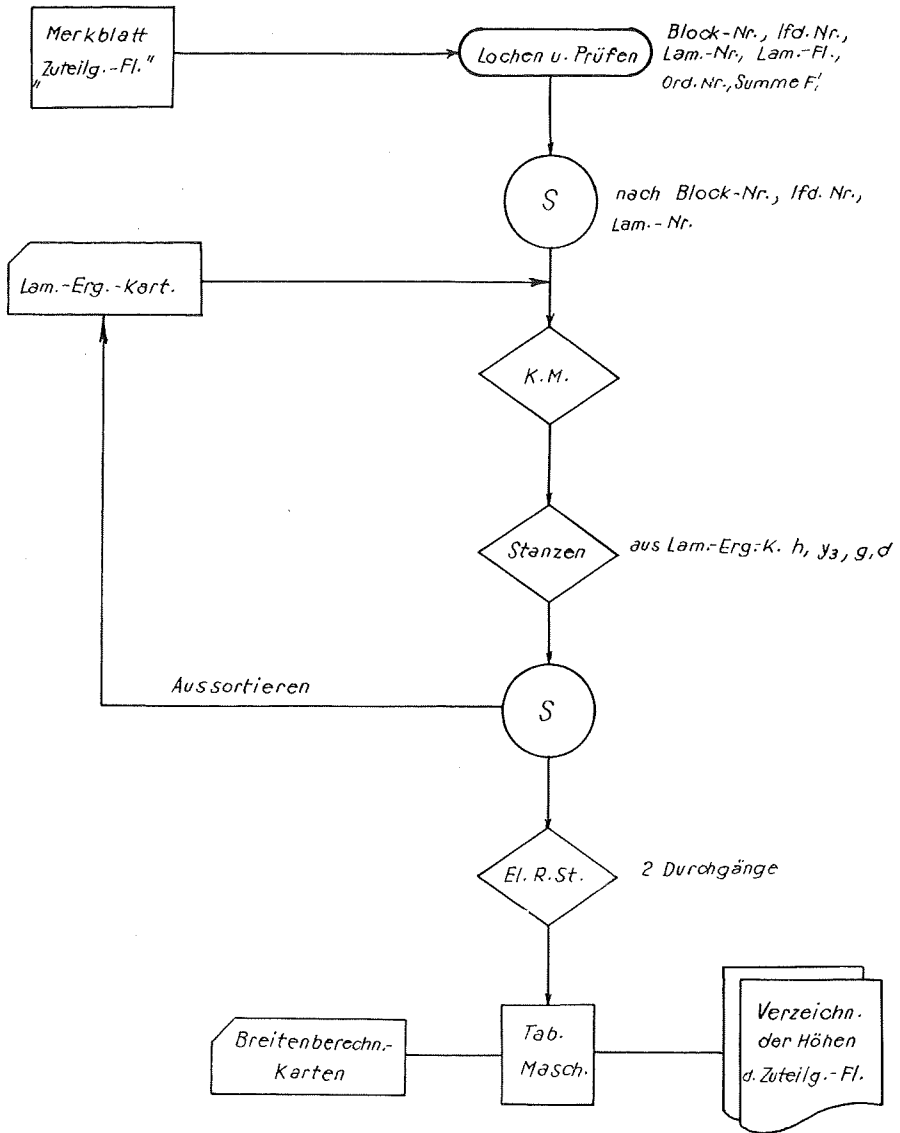 Merkblatt
"Zuteilg.-Fl."
Lochen u. Prüfen
Block-Nr., lfd. Nr.,
Lam.-Nr., Lam.-Fl.,
Ord. Nr., Summe F,'
S
nach Block-Nr., lfd. Nr.,
Lam.-Nr.
Lam.-Erg.-Kart.
K.M.
Stanzen
aus Lam.-Erg.-K. h, y₃, g, d
Aussortieren
S
El. R. St.
2 Durchgänge
Breitenberechn.-
Karten
Tab.
Masch.
Verzeichn.
der Höhen
d. Zuteilg.-Fl.